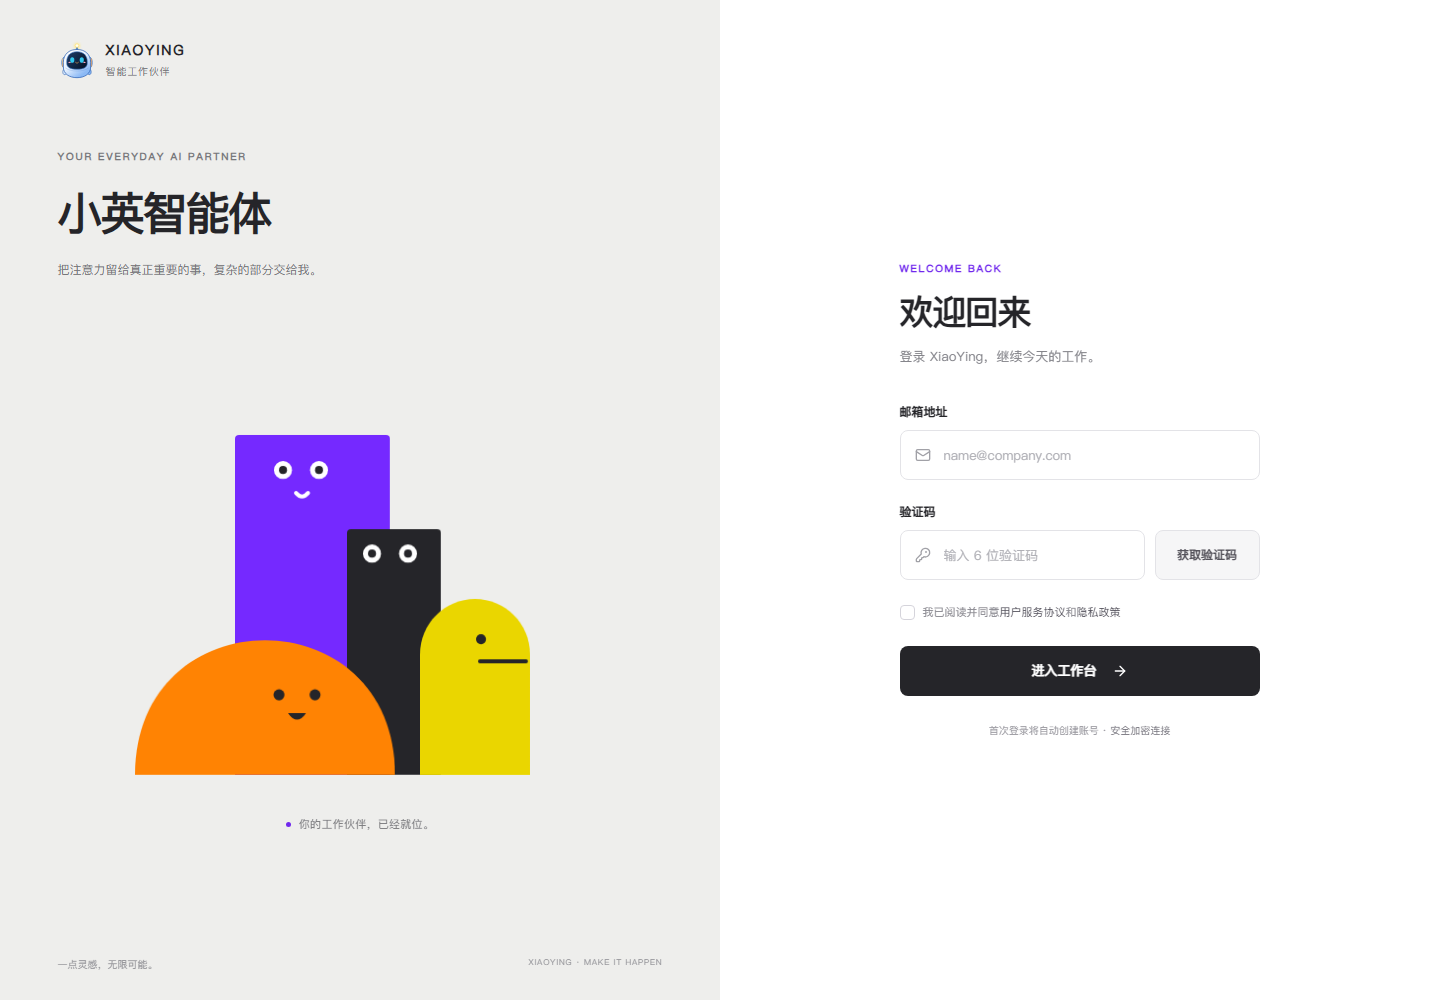 XIAOYING
智能工作伙伴
YOUR EVERYDAY AI PARTNER
小英智能体
把注意力留给真正重要的事，复杂的部分交给我。
你的工作伙伴，已经就位。
一点灵感，无限可能。
XIAOYING · MAKE IT HAPPEN
WELCOME BACK
欢迎回来
登录 XiaoYing，继续今天的工作。
邮箱地址
name@company.com
验证码
输入 6 位验证码
获取验证码
我已阅读并同意用户服务协议和隐私政策
进入工作台
首次登录将自动创建账号 · 安全加密连接